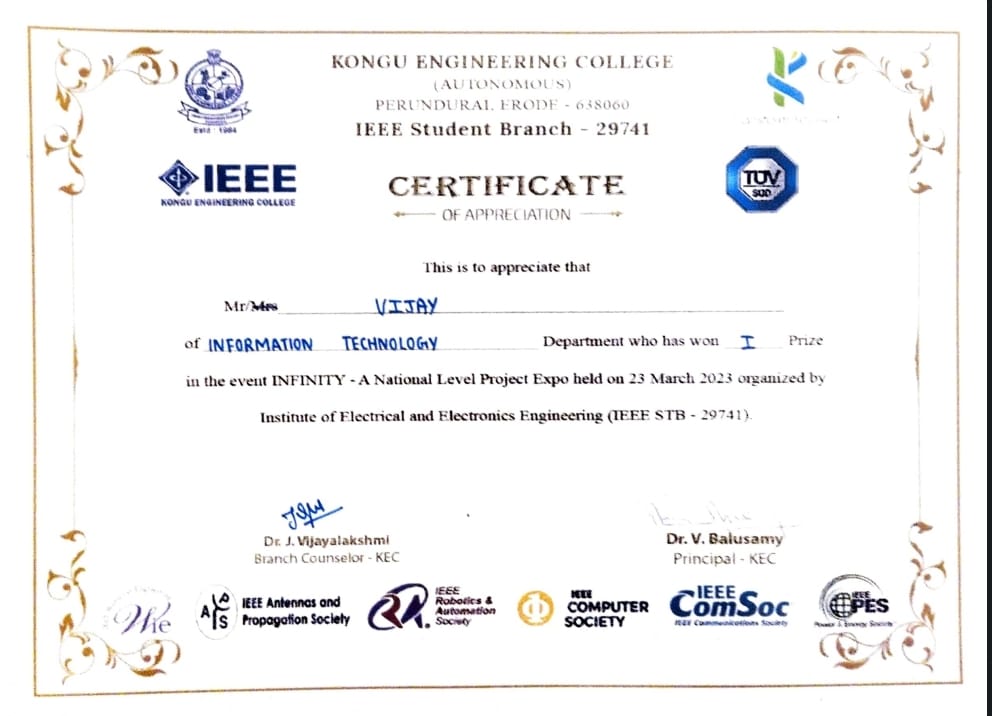 KONGU ENGINEERING COLLEGE
(AUTONOMOUS)
PERUNDURAI, ERODE - 638060
IEEE Student Branch - 29741
Estd : 1984
IEEE
KONGU ENGINEERING COLLEGE
TÜV
SÜD
CERTIFICATE
OF APPRECIATION
This is to appreciate that
Mr/Mrs VIJAY
of INFORMATION TECHNOLOGY Department who has won I Prize
in the event INFINITY - A National Level Project Expo held on 23 March 2023 organized by
Institute of Electrical and Electronics Engineering (IEEE STB - 29741).
Dr. J. Vijayalakshmi
Branch Counselor - KEC
Dr. V. Balusamy
Principal - KEC
Wie
APS
IEEE Antennas and
Propagation Society
RA
IEEE
Robotics &
Automation
Society
IEEE
COMPUTER
SOCIETY
IEEE
ComSoc
IEEE Communications Society
IEEE
PES
Power & Energy Society